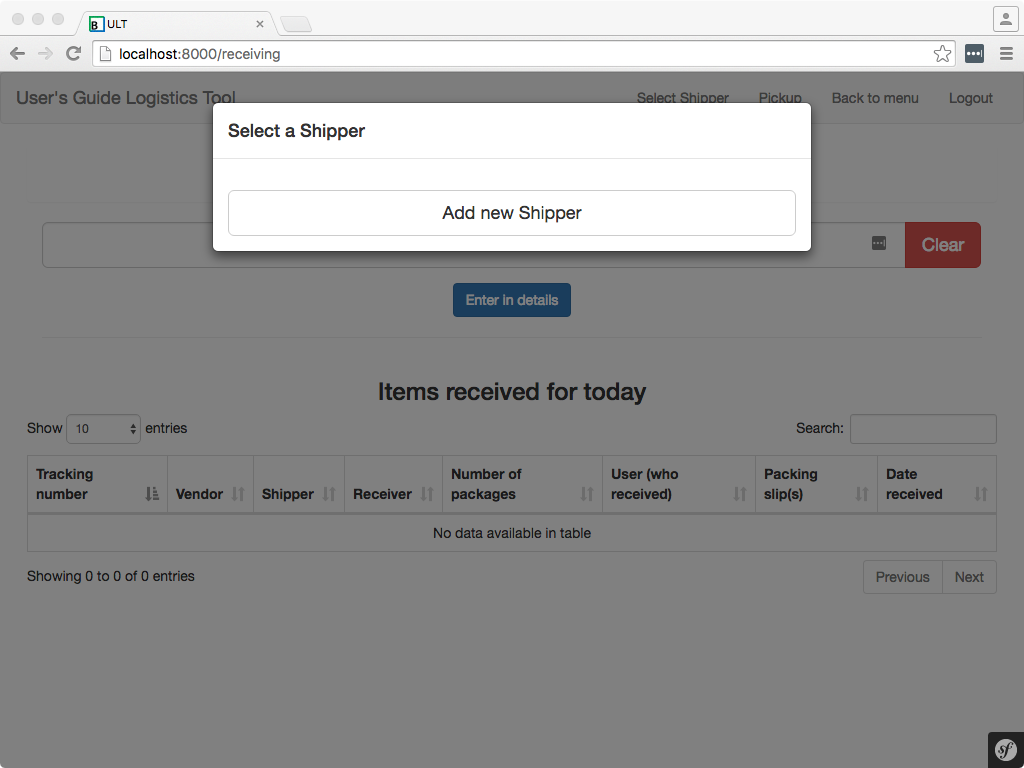 B ULT
localhost:8000/receiving
User's Guide Logistics Tool
Select Shipper Pickup Back to menu Logout
Select a Shipper
Add new Shipper
Clear
Enter in details
Items received for today
Show 10 entries
Search:
Tracking number
Vendor
Shipper
Receiver
Number of packages
User (who received)
Packing slip(s)
Date received
No data available in table
Showing 0 to 0 of 0 entries
Previous Next
sf